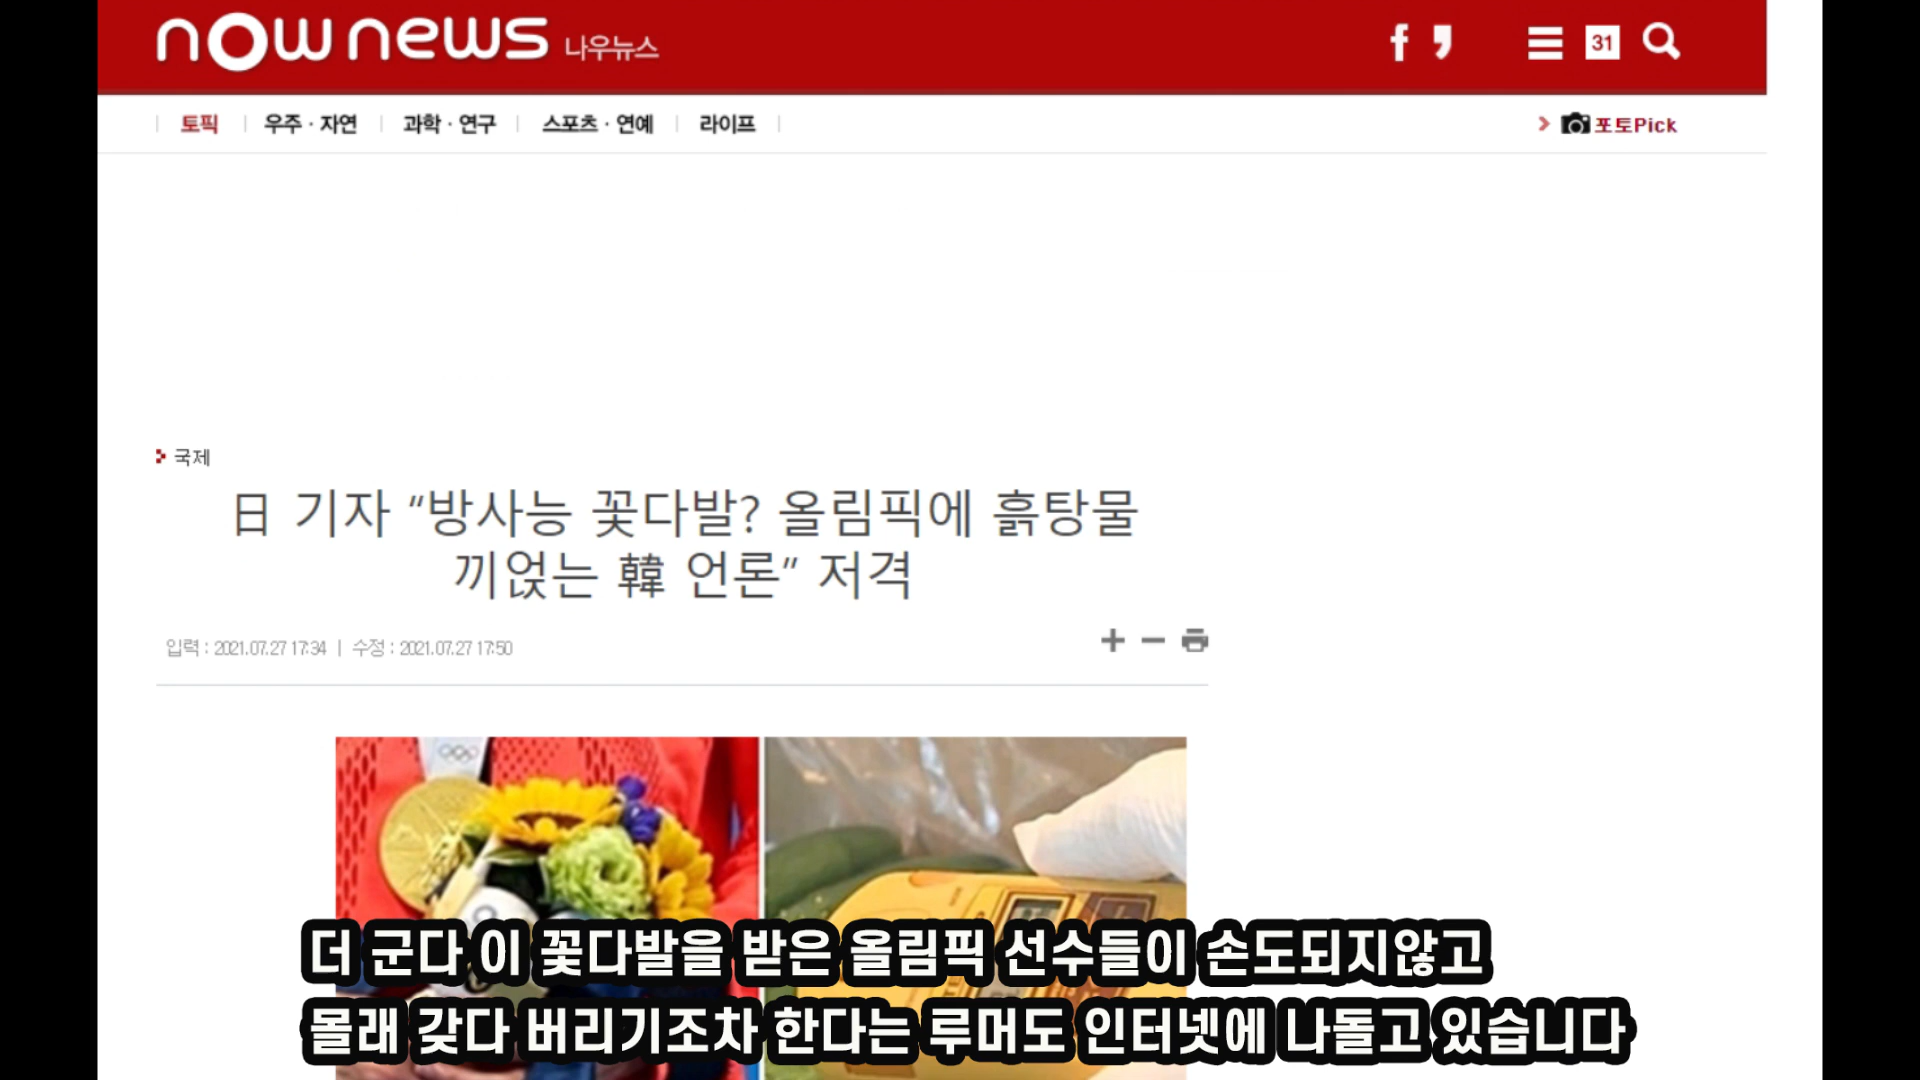 now news 나우뉴스
31
토픽 우주·자연 과학·연구 스포츠·연예 라이프
포토Pick
국제
日 기자 “방사능 꽃다발? 올림픽에 흙탕물
끼얹는 韓 언론” 저격
입력 : 2021.07.27 17:34 | 수정 : 2021.07.27 17:50
더 군다 이 꽃다발을 받은 올림픽 선수들이 손도되지않고
몰래 갖다 버리기조차 한다는 루머도 인터넷에 나돌고 있습니다